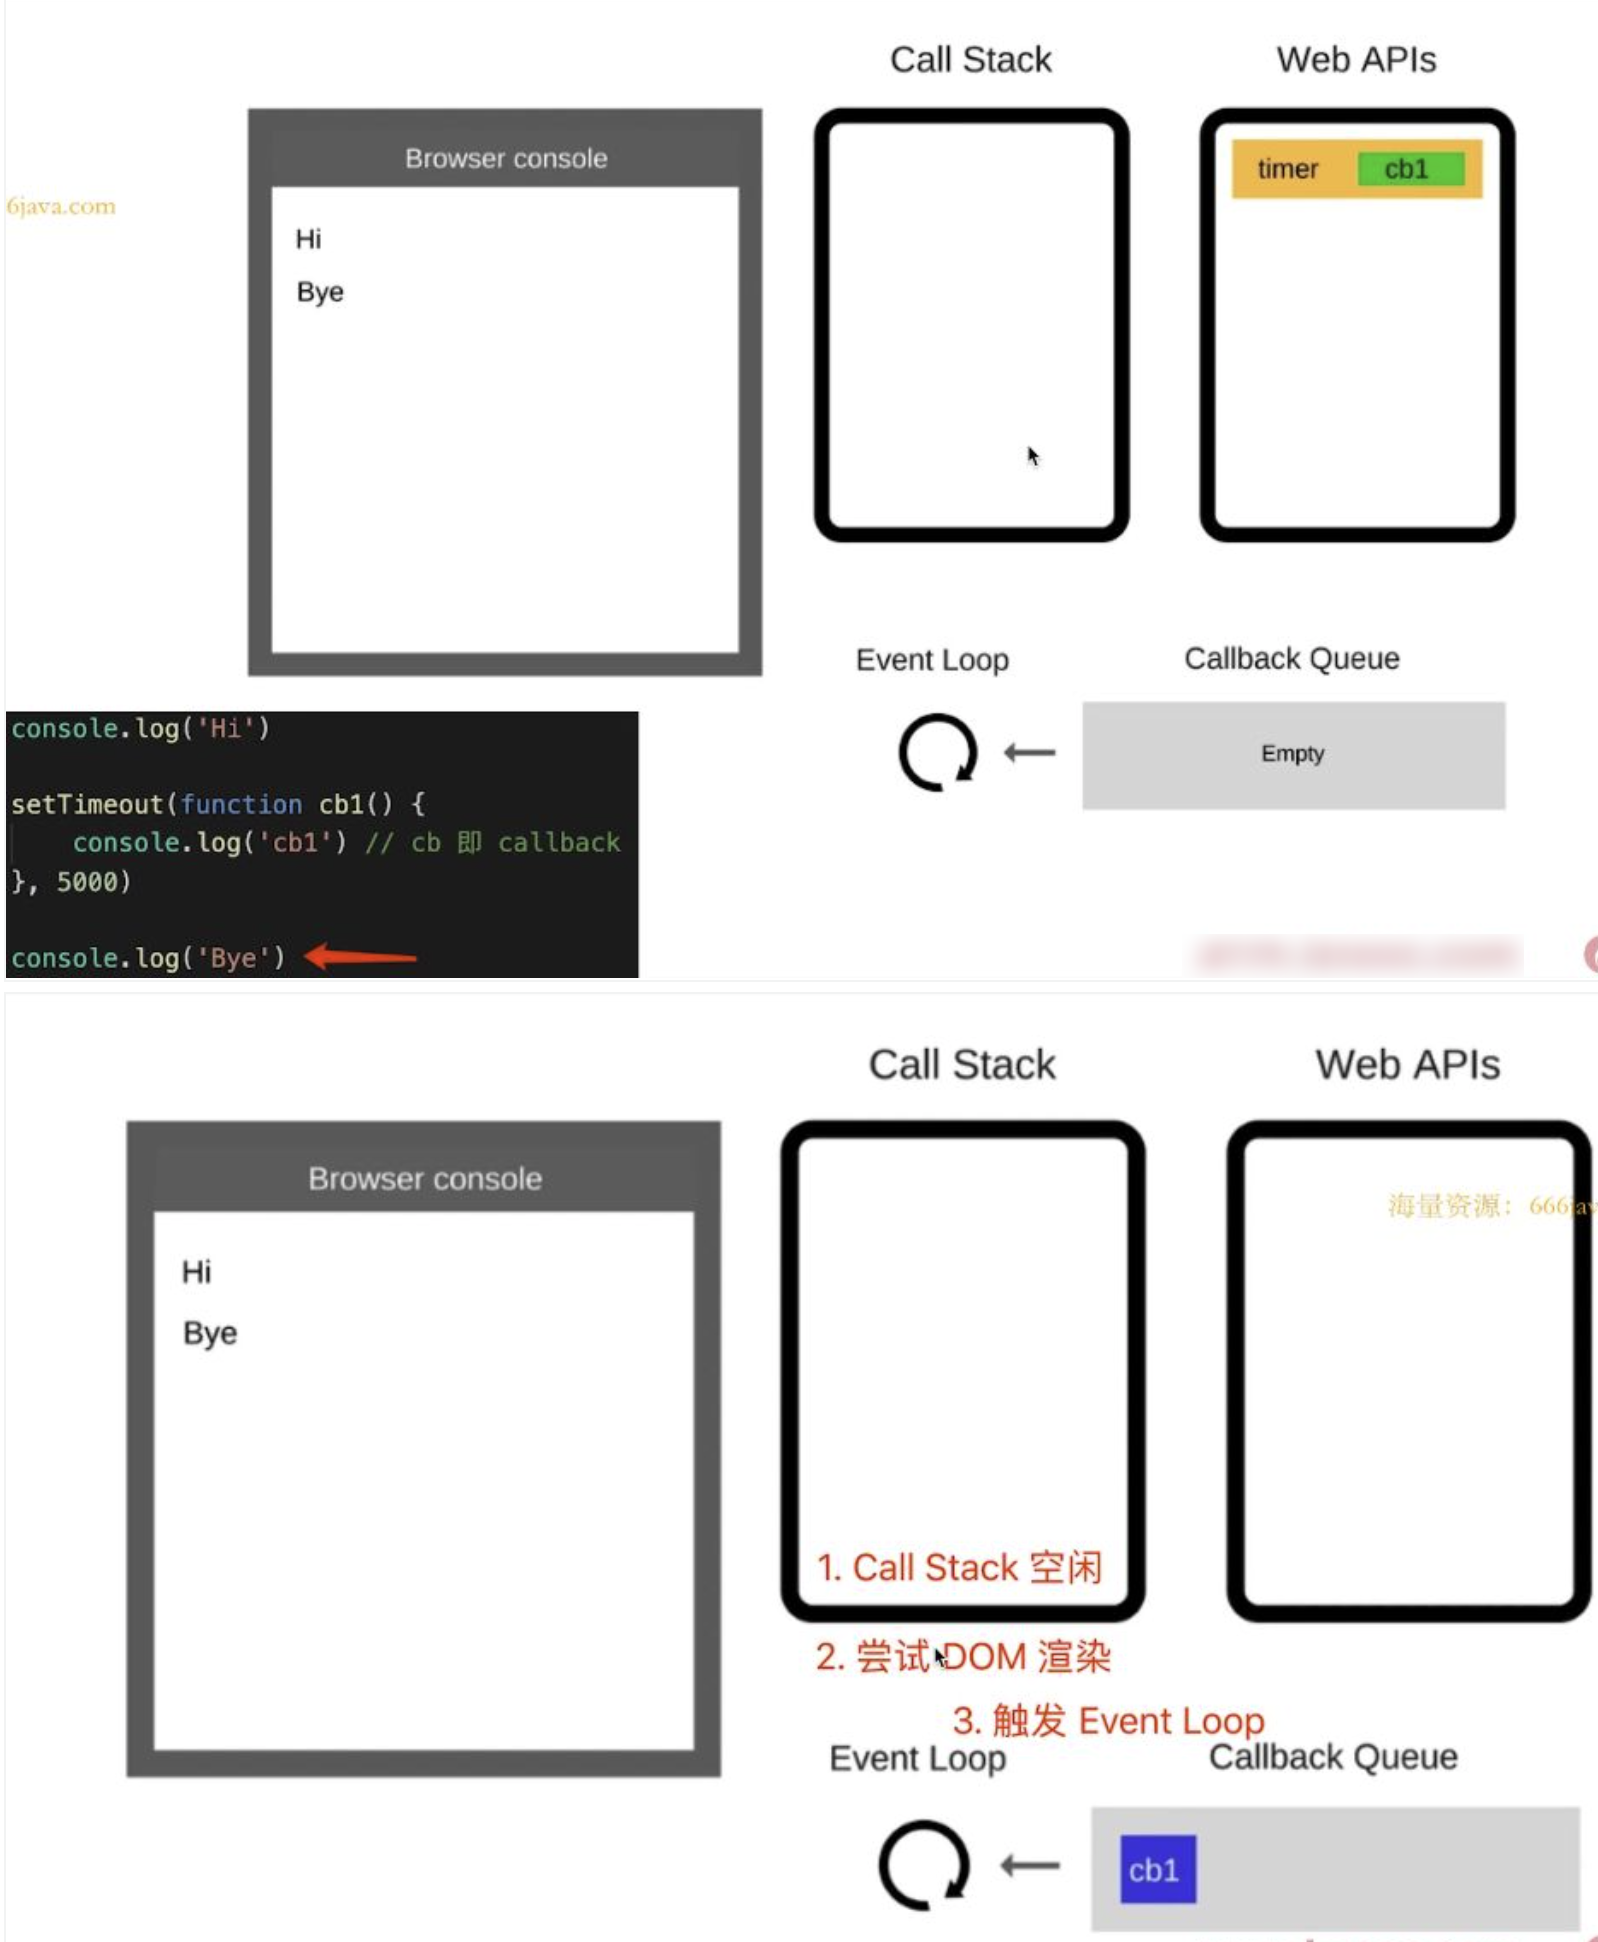 Call Stack
Web APIs
Browser console
timer cb1
6java.com
Hi
Bye
Event Loop
Callback Queue
Empty
console.log('Hi')
setTimeout(function cb1() {
console.log('cb1') // cb 即 callback
}, 5000)
console.log('Bye')
Call Stack
Web APIs
Browser console
海量资源：666jav
Hi
Bye
1. Call Stack 空闲
2. 尝试 DOM 渲染
3. 触发 Event Loop
Event Loop
Callback Queue
cb1